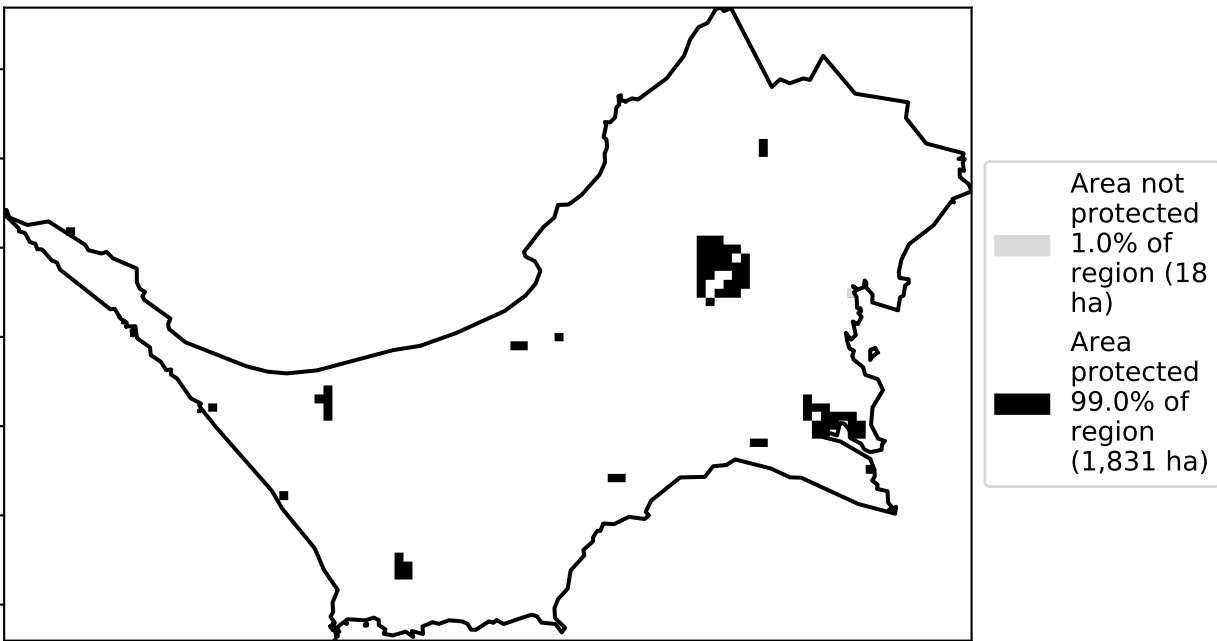 Area not
protected
1.0% of
region (18
ha)
Area
protected
99.0% of
region
(1,831 ha)